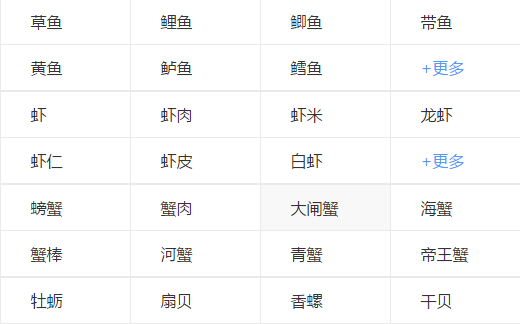 草鱼 鲤鱼 鲫鱼 带鱼
黄鱼 鲈鱼 鳕鱼 +更多
虾 虾肉 虾米 龙虾
虾仁 虾皮 白虾 +更多
螃蟹 蟹肉 大闸蟹 海蟹
蟹棒 河蟹 青蟹 帝王蟹
牡蛎 扇贝 香螺 干贝